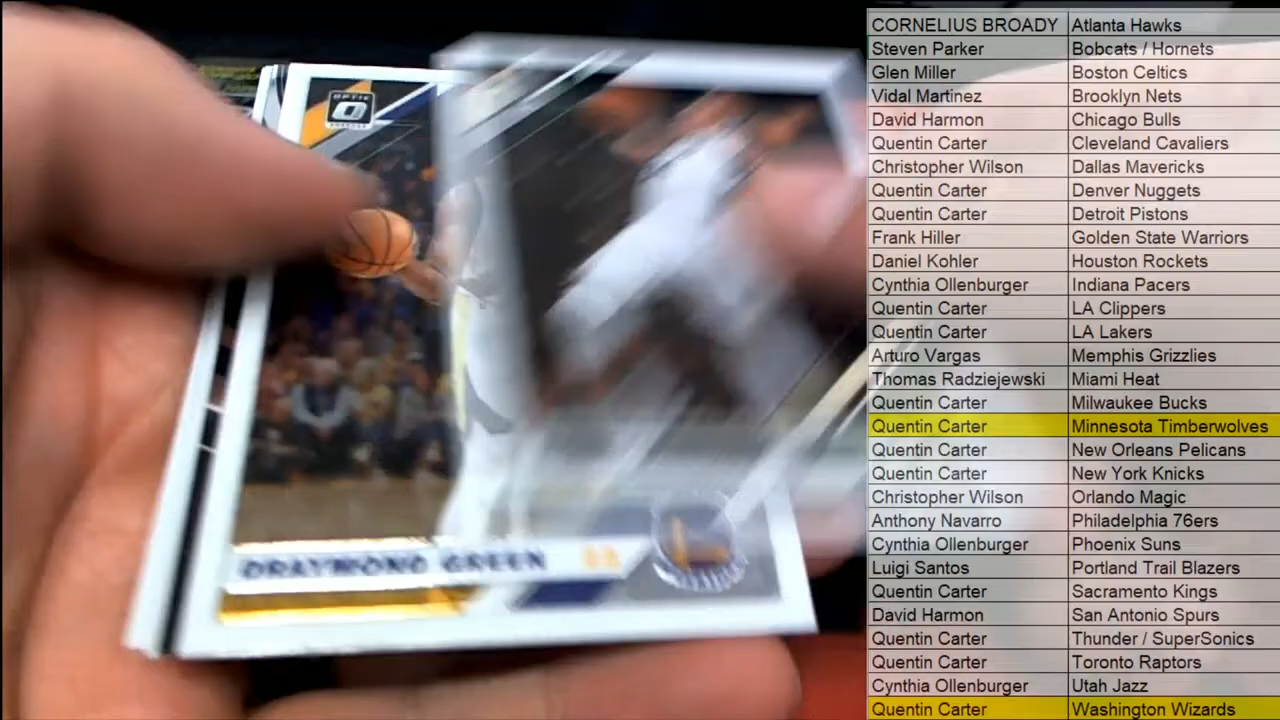 OPTIC
DRAYMOND GREEN
CORNELIUS BROADY Atlanta Hawks
Steven Parker Bobcats / Hornets
Glen Miller Boston Celtics
Vidal Martinez Brooklyn Nets
David Harmon Chicago Bulls
Quentin Carter Cleveland Cavaliers
Christopher Wilson Dallas Mavericks
Quentin Carter Denver Nuggets
Quentin Carter Detroit Pistons
Frank Hiller Golden State Warriors
Daniel Kohler Houston Rockets
Cynthia Ollenburger Indiana Pacers
Quentin Carter LA Clippers
Quentin Carter LA Lakers
Arturo Vargas Memphis Grizzlies
Thomas Radziejewski Miami Heat
Quentin Carter Milwaukee Bucks
Quentin Carter Minnesota Timberwolves
Quentin Carter New Orleans Pelicans
Quentin Carter New York Knicks
Christopher Wilson Orlando Magic
Anthony Navarro Philadelphia 76ers
Cynthia Ollenburger Phoenix Suns
Luigi Santos Portland Trail Blazers
Quentin Carter Sacramento Kings
David Harmon San Antonio Spurs
Quentin Carter Thunder / SuperSonics
Quentin Carter Toronto Raptors
Cynthia Ollenburger Utah Jazz
Quentin Carter Washington Wizards